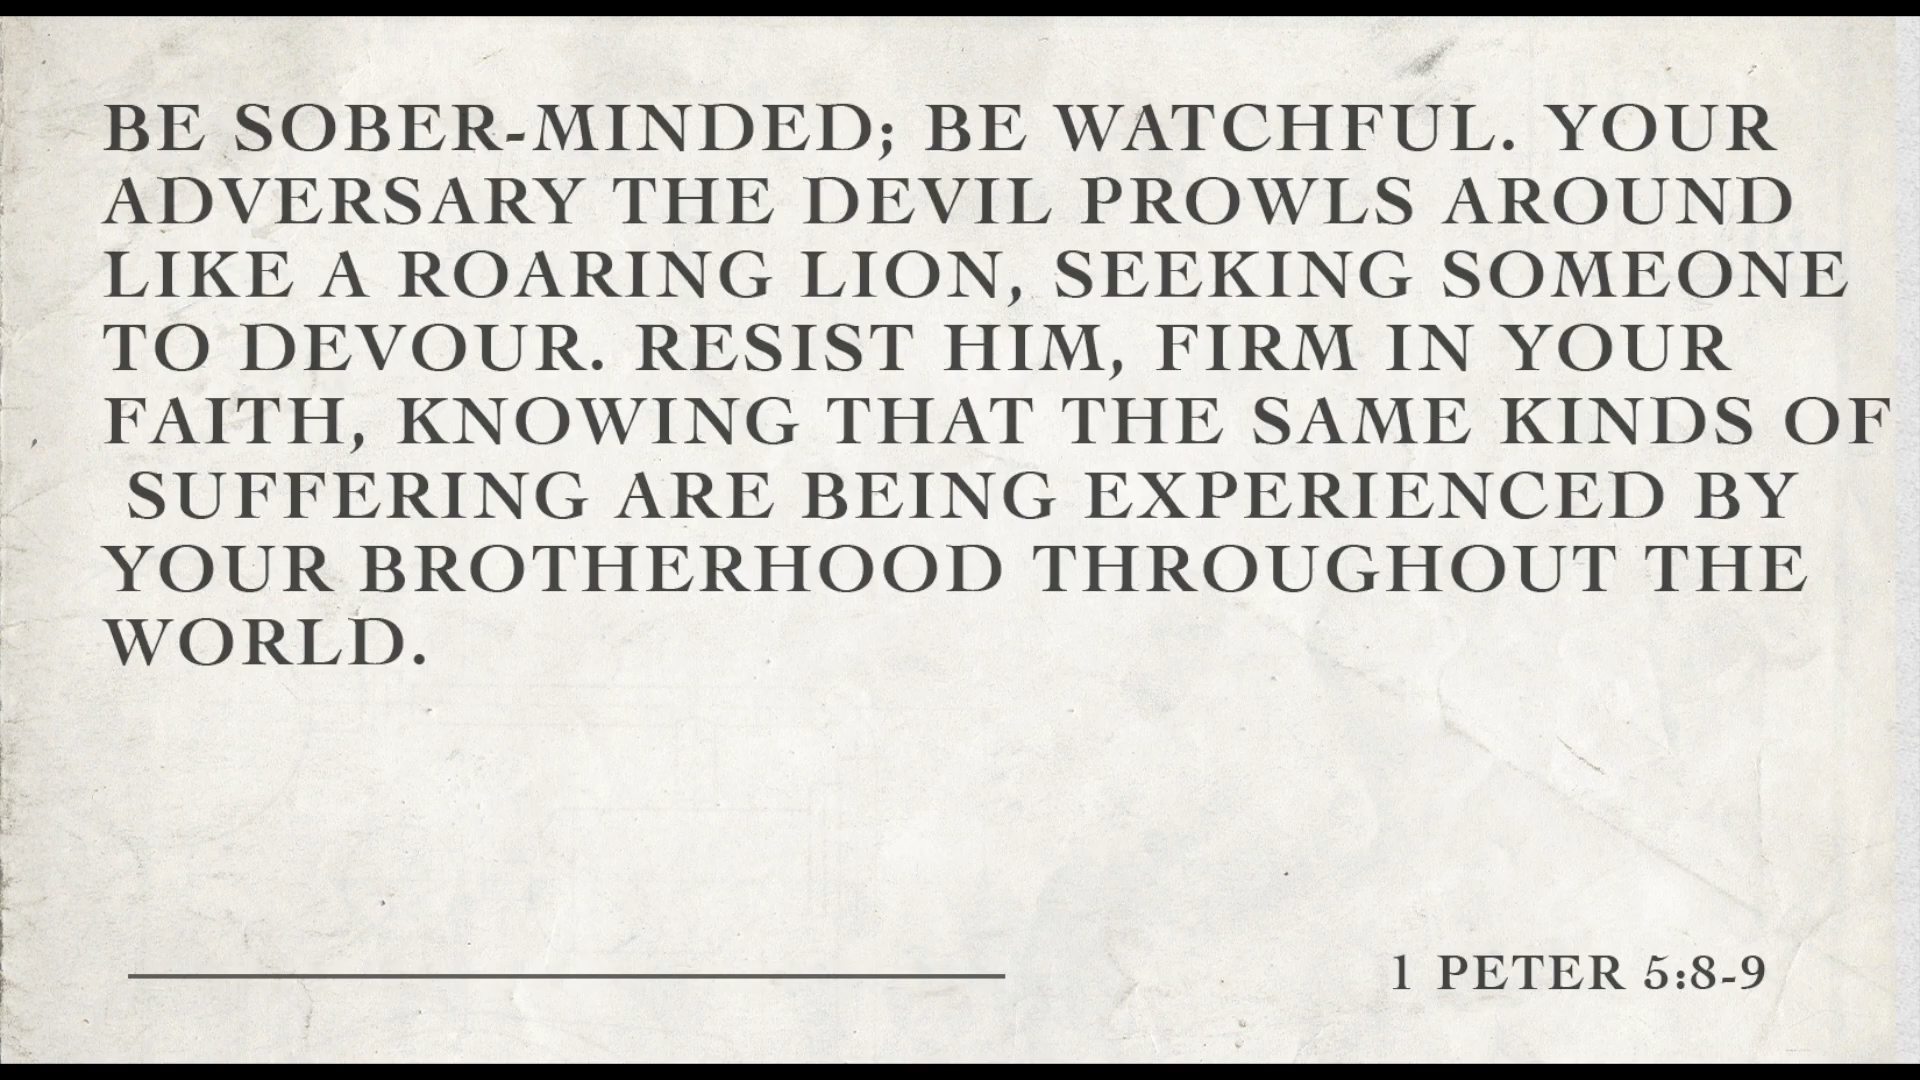 BE SOBER-MINDED; BE WATCHFUL. YOUR
ADVERSARY THE DEVIL PROWLS AROUND
LIKE A ROARING LION, SEEKING SOMEONE
TO DEVOUR. RESIST HIM, FIRM IN YOUR
FAITH, KNOWING THAT THE SAME KINDS OF
SUFFERING ARE BEING EXPERIENCED BY
YOUR BROTHERHOOD THROUGHOUT THE
WORLD.
1 PETER 5:8-9